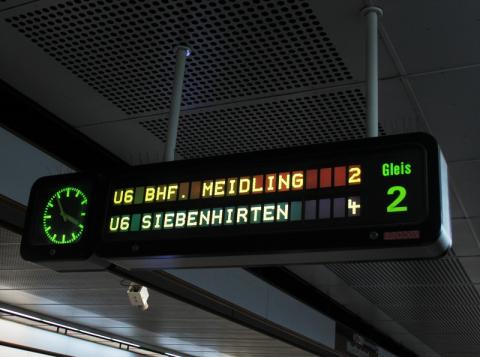 U6 BHF. MEIDLING 2
U6 SIEBENHIRTEN 4
Gleis
2